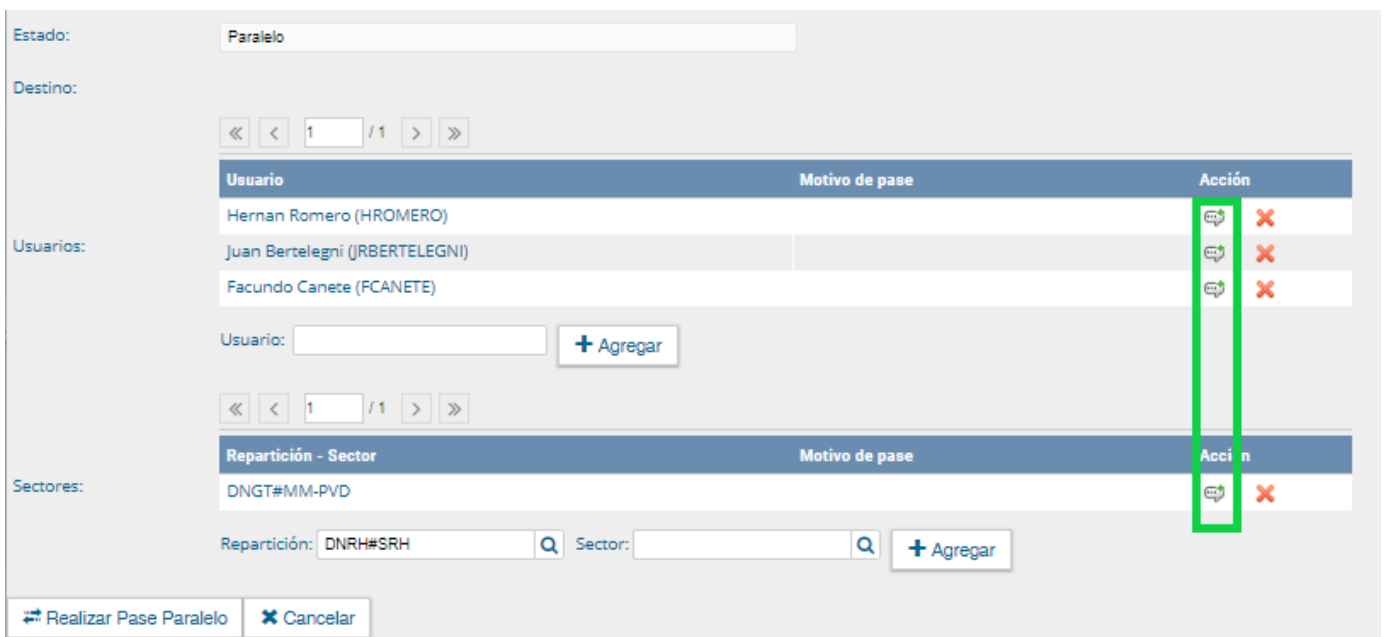 Estado: Paralelo
Destino:
1 / 1
Usuario Motivo de pase Acción
Hernan Romero (HROMERO)
Usuarios: Juan Bertelegni (JRBERTELEGNI)
Facundo Canete (FCANETE)
Usuario: Agregar
1 / 1
Repartición - Sector Motivo de pase Acción
Sectores: DNGT#MM-PVD
Repartición: DNRH#SRH Sector: Agregar
Realizar Pase Paralelo Cancelar